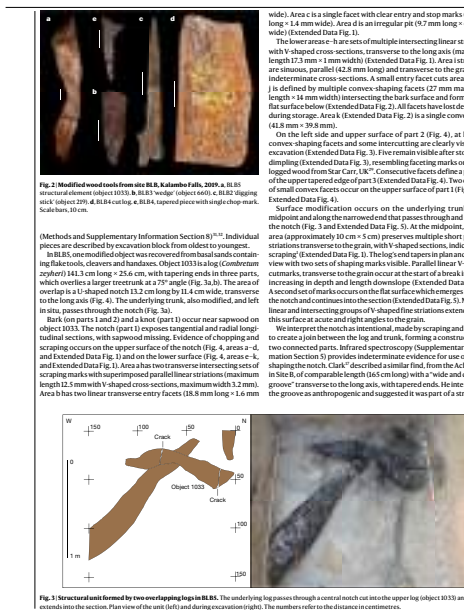 a
e
c
d
b
Fig. 2 | Modified wood tools from site BLB, Kalambo Falls, 2019. a, BLB5
structural element (object 1033). b, BLB3 'wedge' (object 660). c, BLB2 'digging
stick' (object 219). d, BLB4 cut log. e, BLB4, tapered piece with single chop-mark.
Scale bars, 10 cm.
(Methods and Supplementary Information Section 8). Individual
pieces are described by excavation block from oldest to youngest.
In BLB5, one modified object was recovered from basal sands contain-
ing flake tools, cleavers and handaxes. Object 1033 is a log (Combretum
zeyheri) 141.3 cm long × 25.6 cm, with tapering ends in three parts,
which overlies a larger treetrunk at a 75° angle (Fig. 3a,b). The area of
overlap is a U-shaped notch 13.2 cm long by 11.4 cm wide, transverse
to the long axis (Fig. 4). The underlying trunk, also modified, and left
in situ, passes through the notch (Fig. 3a).
Bark (on parts 1 and 2) and a knot (part 1) occur near sapwood on
object 1033. The notch (part 1) exposes tangential and radial longi-
tudinal sections, with sapwood missing. Evidence of chopping and
scraping occurs on the upper surface of the notch (Fig. 4, areas a–d,
and Extended Data Fig. 1) and on the lower surface (Fig. 4, areas e–k,
and Extended Data Fig. 1). Area a has two transverse intersecting sets of
scraping marks with superimposed parallel linear striations (maximum
length 12.5 mm with V-shaped cross-sections, maximum width 3.2 mm).
Area b has two linear transverse entry facets (18.8 mm long × 1.6 mm
wide). Area c is a single facet with clear entry and stop marks
long × 1.4 mm wide). Area d is an irregular pit (9.7 mm long ×
wide) (Extended Data Fig. 1).
The lower areas e–h are sets of multiple intersecting linear
with V-shaped cross-sections, transverse to the long axis
length 17.3 mm × 1 mm width) (Extended Data Fig. 1). Area i
are sinuous, parallel (42.8 mm long) and transverse to the
indeterminate cross-sections. A small entry facet cuts
j is defined by multiple convex-shaping facets (27 mm
length × 14 mm width) intersecting the bark surface and
flat surface below (Extended Data Fig. 2). All facets have lost
during storage. Area k (Extended Data Fig. 2) is a single
(41.8 mm × 39.8 mm).
On the left side and upper surface of part 2 (Fig. 4), at
convex-shaping facets and some intercutting are clearly
excavation (Extended Data Fig. 3). Five remain visible after
dimpling (Extended Data Fig. 3), resembling faceting marks
logged wood from Star Carr, UK. Consecutive facets define a
of the upper tapered edge of part 3 (Extended Data Fig. 4). Two
of small convex facets occur on the upper surface of part 1
Extended Data Fig. 4).
Surface modification occurs on the underlying trunk
midpoint and along the narrowed end that passes through and
the notch (Fig. 3 and Extended Data Fig. 5). At the midpoint,
area (approximately 10 cm × 5 cm) preserves multiple short
striations transverse to the grain, with V-shaped sections,
scraping' (Extended Data Fig. 1). The log's end tapers in plan and
view with two sets of shaping marks visible. Parallel linear
cutmarks, transverse to the grain occur at the start of a break
increasing in depth and length downslope (Extended Data
A second set of marks occurs on the flat surface which emerges
the notch and continues into the section (Extended Data Fig. 5).
linear and intersecting groups of V-shaped fine striations
this surface at acute and right angles to the grain.
We interpret the notch as intentional, made by scraping and
to create a join between the log and trunk, forming a
two connected parts. Infrared spectroscopy (Supplementary
mation Section 5) provides indeterminate evidence for use
shaping the notch. Clark described a similar find, from the
in Site B, of comparable length (165 cm long) with a "wide and
groove" transverse to the long axis, with tapered ends. He
the groove as anthropogenic and suggested it was part of a
W
150
100
50
N
0
Crack
0
Object 1033
50
Crack
100
1 m
150
Fig. 3 | Structural unit formed by two overlapping logs in BLB5. The underlying log passes through a central notch cut into the upper log (object 1033) and
extends into the section. Plan view of the unit (left) and during excavation (right). The numbers refer to the distance in centimetres.